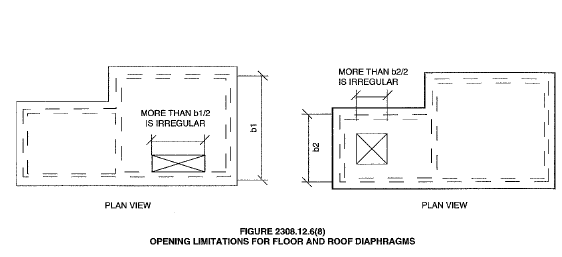 MORE THAN b1/2
IS IRREGULAR
b1
PLAN VIEW
MORE THAN b2/2
IS IRREGULAR
b2
PLAN VIEW
FIGURE 2308.12.6(8)
OPENING LIMITATIONS FOR FLOOR AND ROOF DIAPHRAGMS